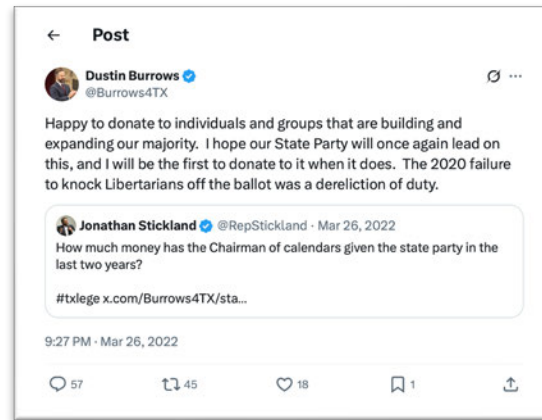 Post
Dustin Burrows
@Burrows4TX
Happy to donate to individuals and groups that are building and
expanding our majority. I hope our State Party will once again lead on
this, and I will be the first to donate to it when it does. The 2020 failure
to knock Libertarians off the ballot was a dereliction of duty.
Jonathan Stickland @RepStickland · Mar 26, 2022
How much money has the Chairman of calendars given the state party in the
last two years?
#txlege x.com/Burrows4TX/sta...
9:27 PM · Mar 26, 2022
57 45 18 1